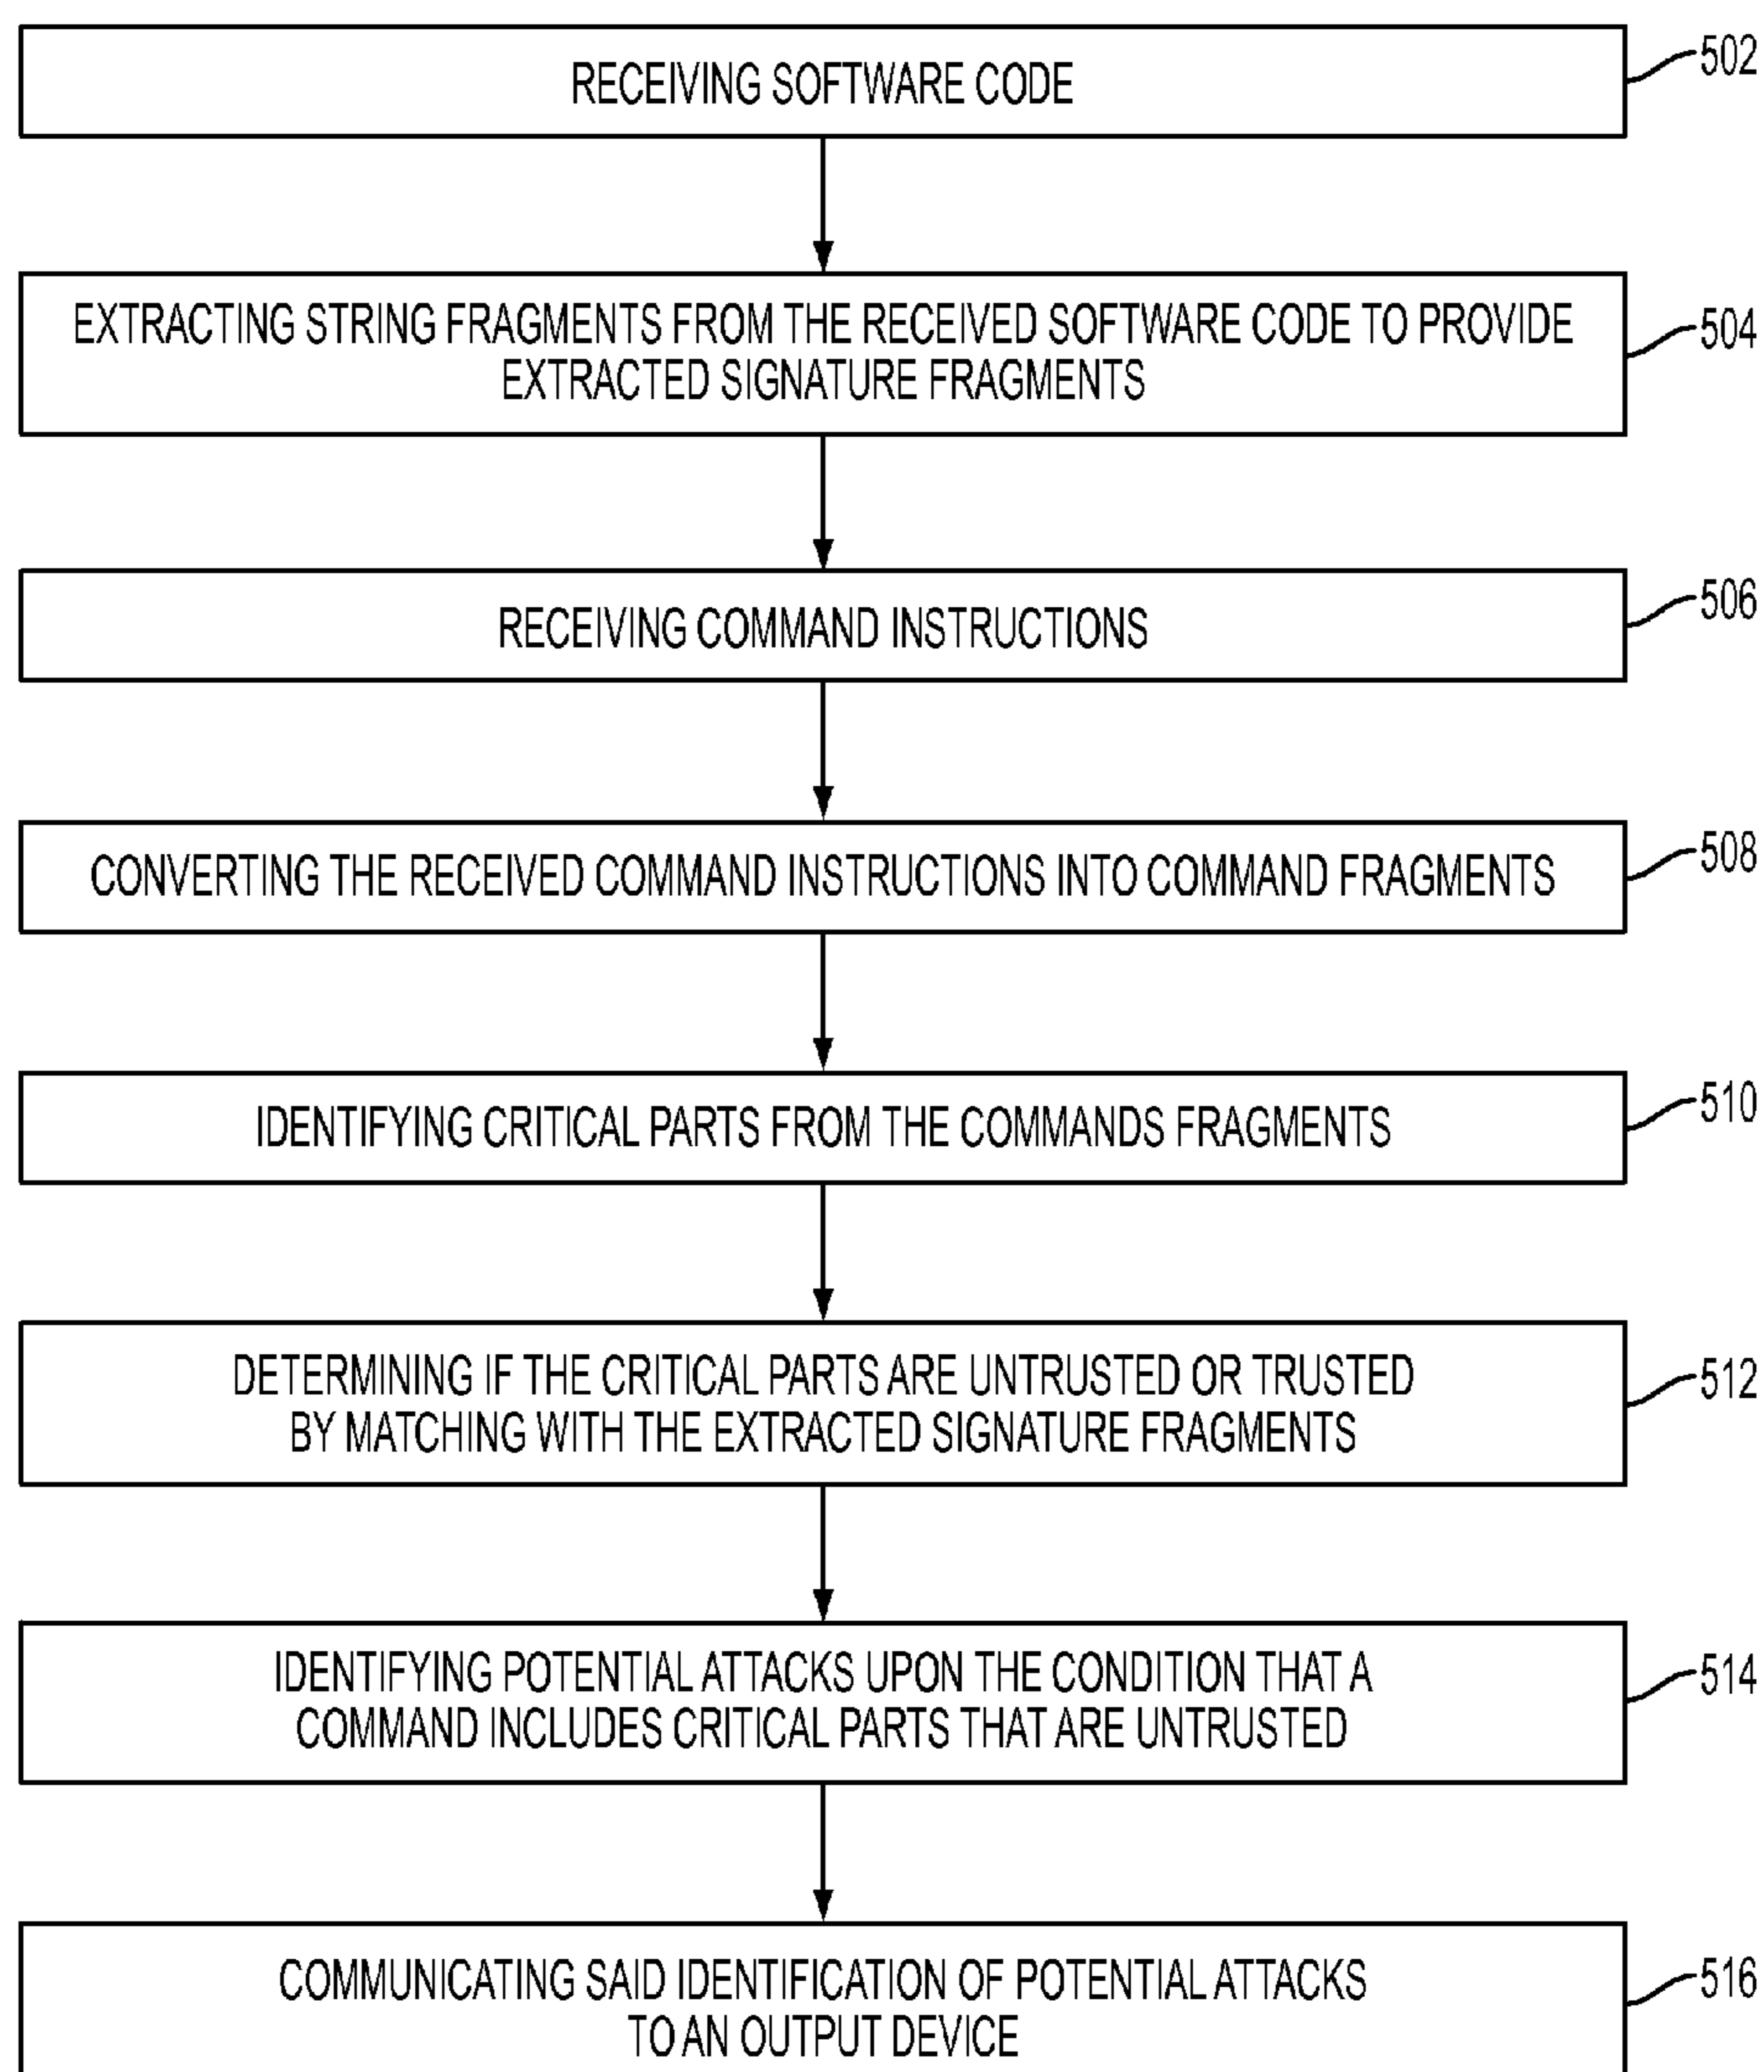 RECEIVING SOFTWARE CODE
502
EXTRACTING STRING FRAGMENTS FROM THE RECEIVED SOFTWARE CODE TO PROVIDE
EXTRACTED SIGNATURE FRAGMENTS
504
RECEIVING COMMAND INSTRUCTIONS
506
CONVERTING THE RECEIVED COMMAND INSTRUCTIONS INTO COMMAND FRAGMENTS
508
IDENTIFYING CRITICAL PARTS FROM THE COMMANDS FRAGMENTS
510
DETERMINING IF THE CRITICAL PARTS ARE UNTRUSTED OR TRUSTED
BY MATCHING WITH THE EXTRACTED SIGNATURE FRAGMENTS
512
IDENTIFYING POTENTIAL ATTACKS UPON THE CONDITION THAT A
COMMAND INCLUDES CRITICAL PARTS THAT ARE UNTRUSTED
514
COMMUNICATING SAID IDENTIFICATION OF POTENTIAL ATTACKS
TO AN OUTPUT DEVICE
516